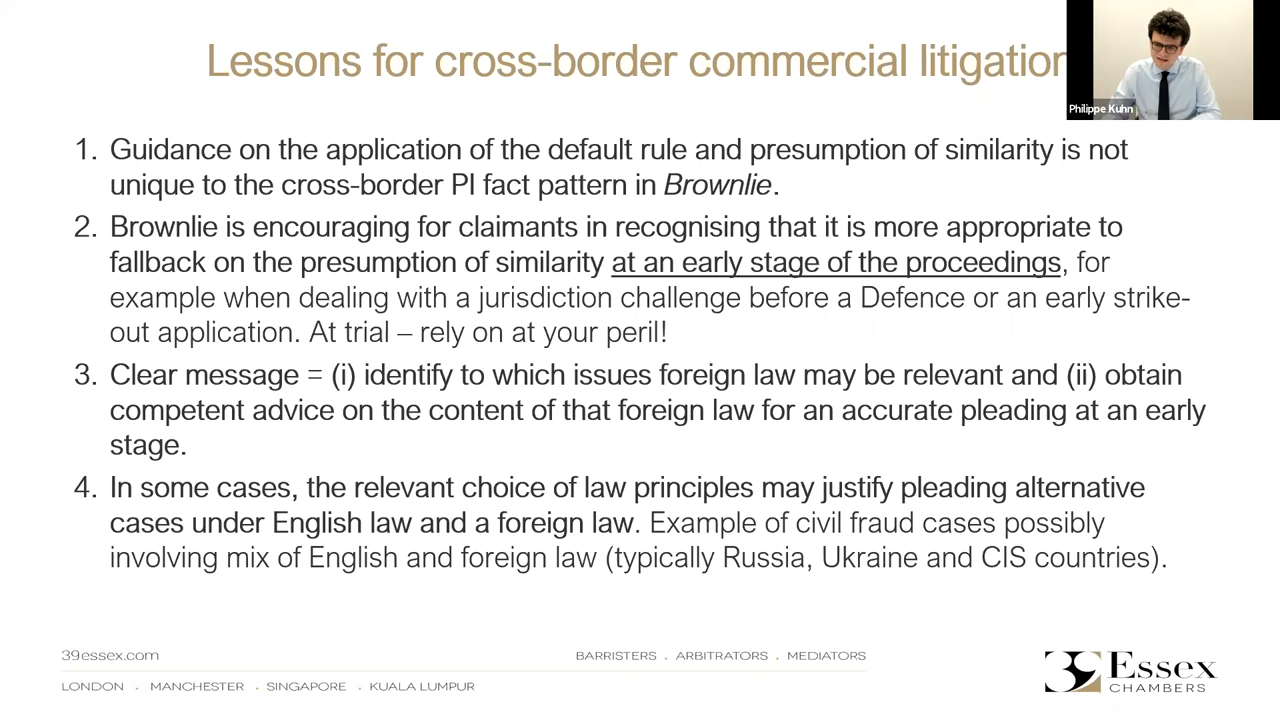 Lessons for cross-border commercial litigation
Philippe Kuhn
1. Guidance on the application of the default rule and presumption of similarity is not
unique to the cross-border PI fact pattern in Brownlie.
2. Brownlie is encouraging for claimants in recognising that it is more appropriate to
fallback on the presumption of similarity at an early stage of the proceedings, for
example when dealing with a jurisdiction challenge before a Defence or an early strike-
out application. At trial – rely on at your peril!
3. Clear message = (i) identify to which issues foreign law may be relevant and (ii) obtain
competent advice on the content of that foreign law for an accurate pleading at an early
stage.
4. In some cases, the relevant choice of law principles may justify pleading alternative
cases under English law and a foreign law. Example of civil fraud cases possibly
involving mix of English and foreign law (typically Russia, Ukraine and CIS countries).
39essex.com
BARRISTERS . ARBITRATORS . MEDIATORS
LONDON . MANCHESTER . SINGAPORE . KUALA LUMPUR
39 Essex
CHAMBERS